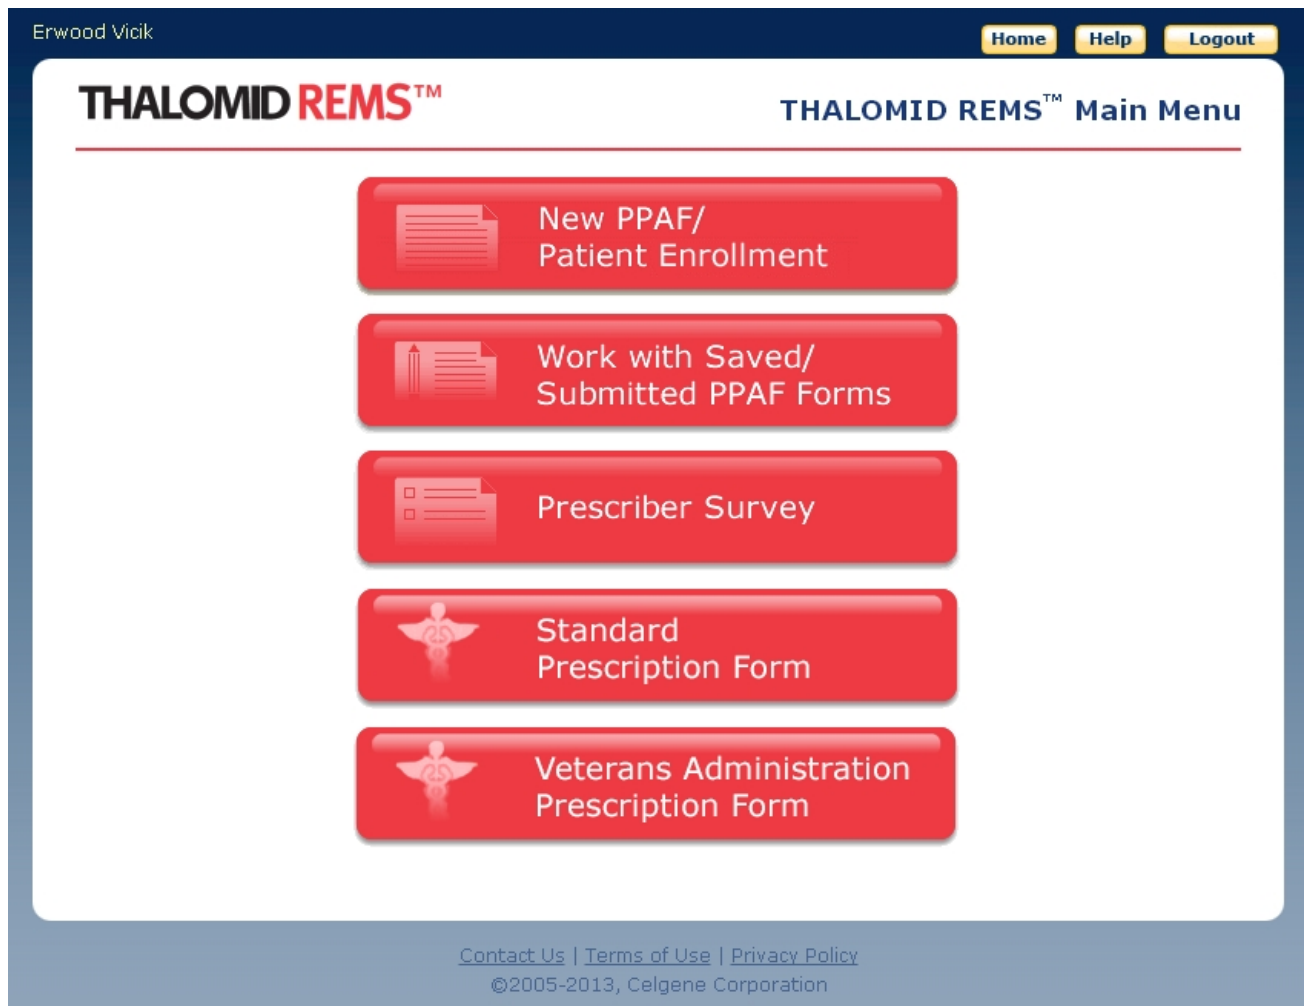 Erwood Vicik
Home Help Logout
THALOMID REMS™
THALOMID REMS™ Main Menu
New PPAF/
Patient Enrollment
Work with Saved/
Submitted PPAF Forms
Prescriber Survey
Standard
Prescription Form
Veterans Administration
Prescription Form
Contact Us | Terms of Use | Privacy Policy
©2005-2013, Celgene Corporation